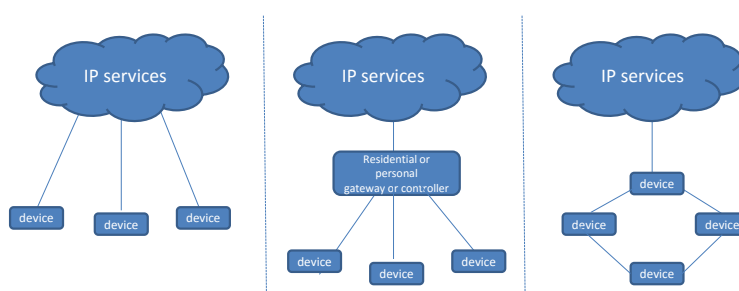 IP services
device
device
device
IP services
Residential or
personal
gateway or controller
device
device
device
IP services
device
device
device
device